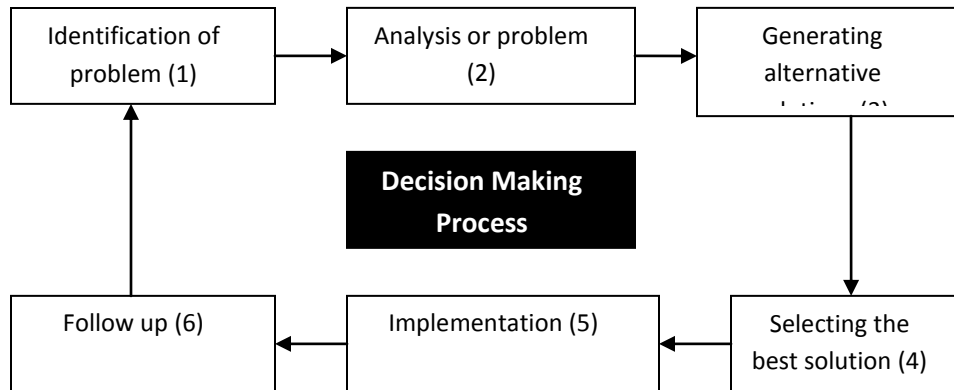 Identification of
problem (1)
Analysis or problem
(2)
Generating
alternative
Decision Making
Process
Follow up (6)
Implementation (5)
Selecting the
best solution (4)